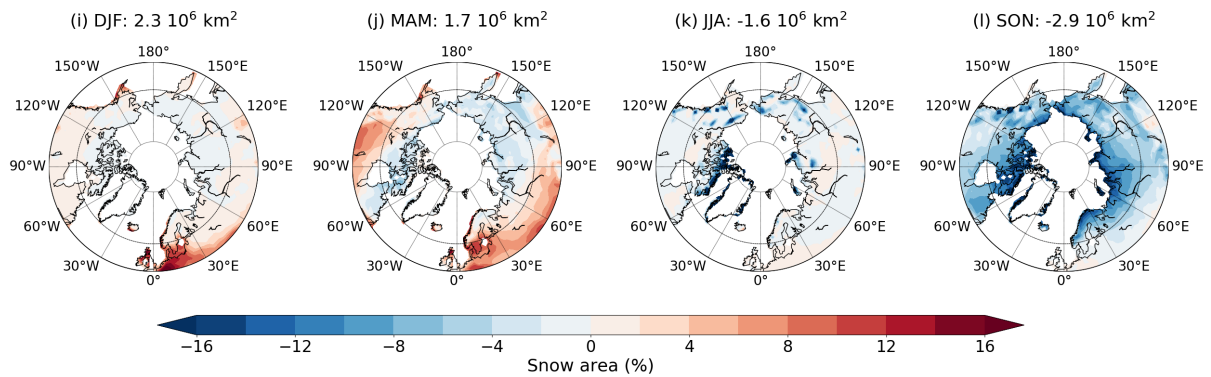 (i) DJF: 2.3 10⁶ km² (j) MAM: 1.7 10⁶ km² (k) JJA: -1.6 10⁶ km² (l) SON: -2.9 10⁶ km²
180° 180° 180° 180°
150°W 150°E 150°W 150°E 150°W 150°E 150°W 150°E
120°W 120°E 120°W 120°E 120°W 120°E 120°W 120°E
90°W 90°E 90°W 90°E 90°W 90°E 90°W 90°E
60°W 60°E 60°W 60°E 60°W 60°E 60°W 60°E
30°W 30°E 30°W 30°E 30°W 30°E 30°W 30°E
0° 0° 0° 0°
−16 −12 −8 −4 0 4 8 12 16
Snow area (%)